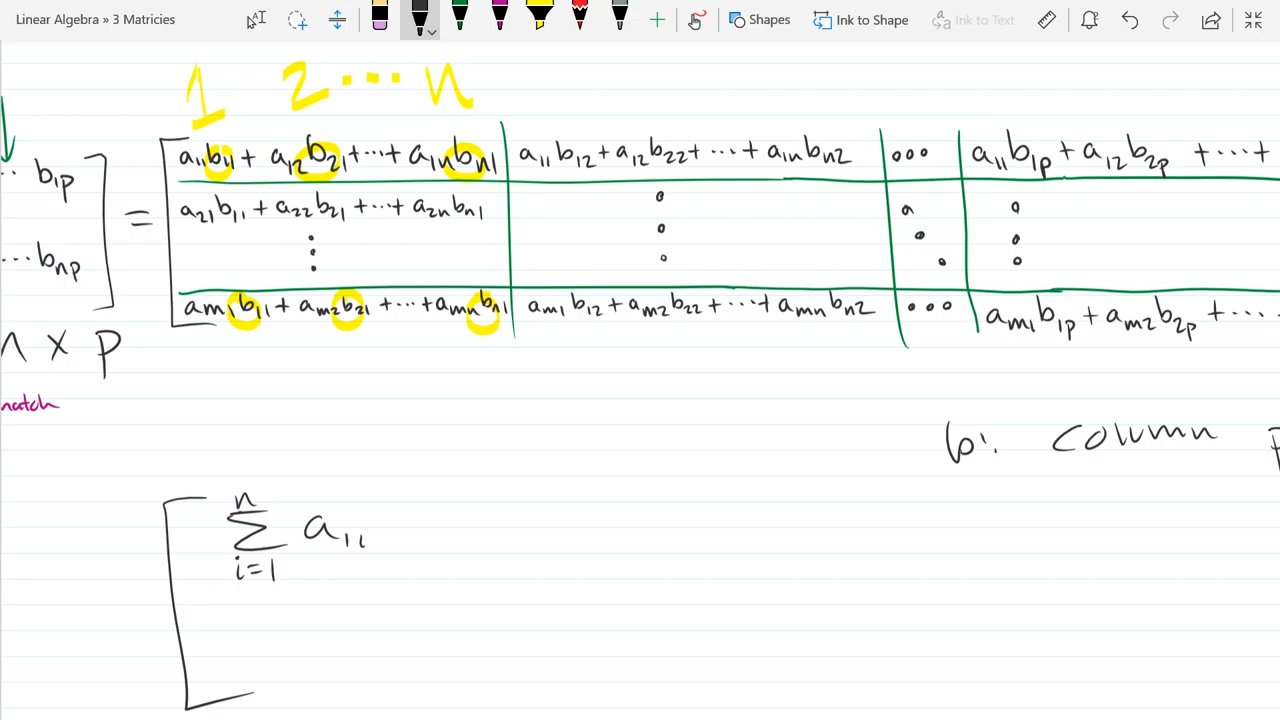 Linear Algebra » 3 Matricies
Shapes Ink to Shape Ink to Text
1 2 ⋯ n
⋯ b₁ₚ
⋯ bₙₚ
=
a₁₁b₁₁ + a₁₂b₂₁ + ⋯ + a₁ₙbₙ₁ a₁₁b₁₂ + a₁₂b₂₂ + ⋯ + a₁ₙbₙ₂ ∘∘∘ a₁₁b₁ₚ + a₁₂b₂ₚ + ⋯ +
a₂₁b₁₁ + a₂₂b₂₁ + ⋯ + a₂ₙbₙ₁
⋮ ⋮ ⋱ ⋮
aₘ₁b₁₁ + aₘ₂b₂₁ + ⋯ + aₘₙbₙ₁ aₘ₁b₁₂ + aₘ₂b₂₂ + ⋯ + aₘₙbₙ₂ ∘∘∘ aₘ₁b₁ₚ + aₘ₂b₂ₚ + ⋯
n x p
match
b: column
n
∑ a₁ᵢ
i=1